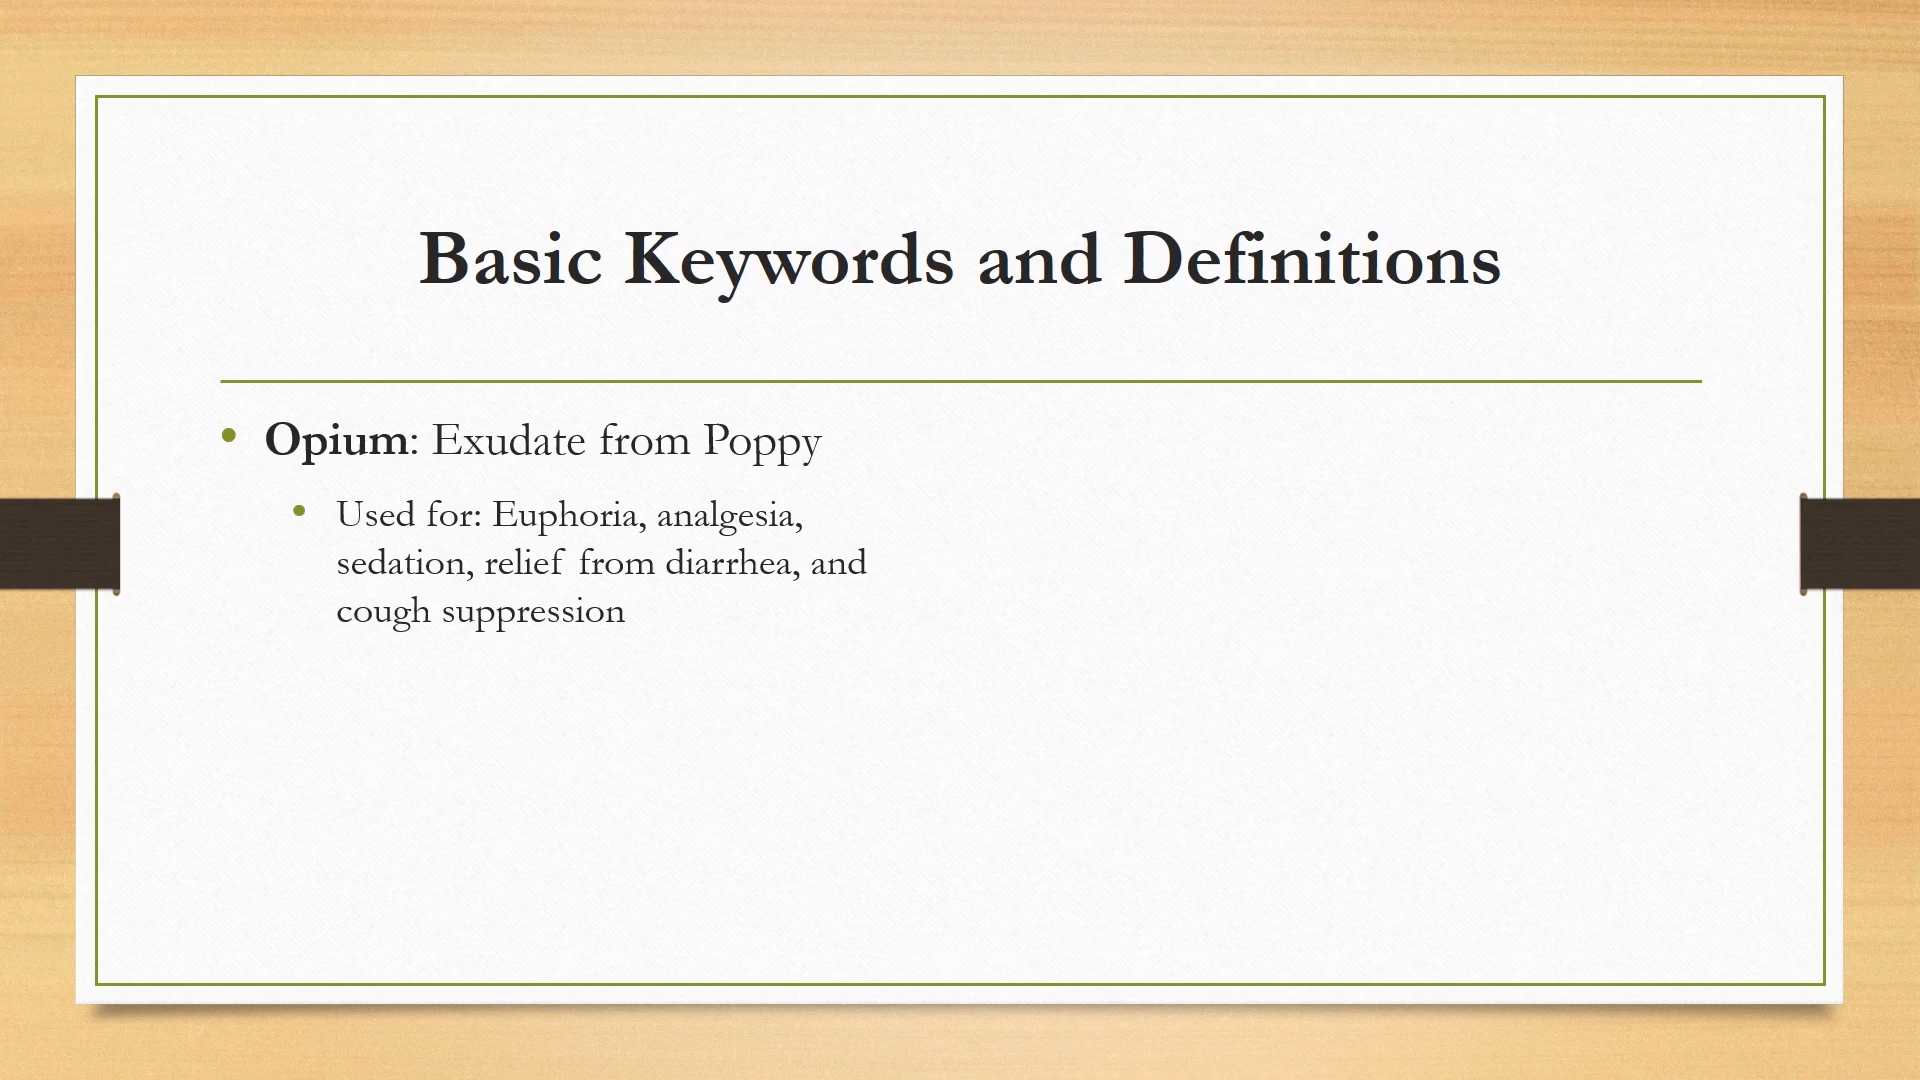 Basic Keywords and Definitions
• Opium: Exudate from Poppy
• Used for: Euphoria, analgesia,
sedation, relief from diarrhea, and
cough suppression